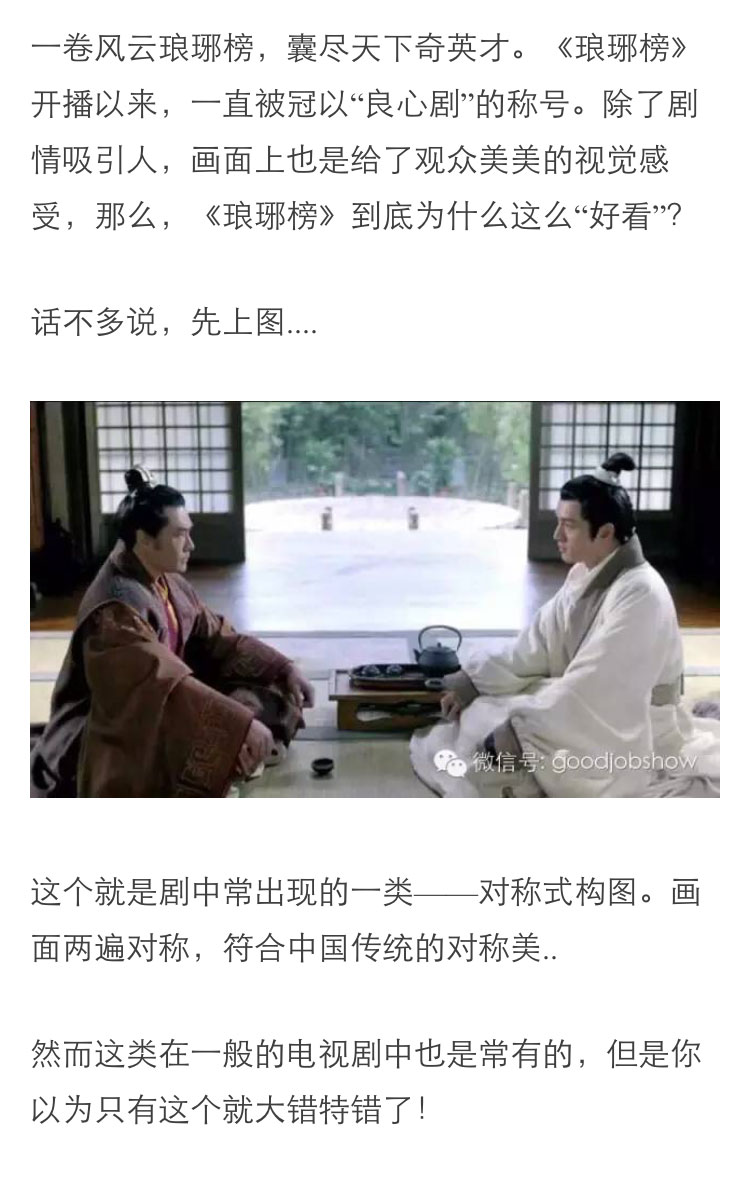 一卷风云琅琊榜，囊尽天下奇英才。《琅琊榜》
开播以来，一直被冠以“良心剧”的称号。除了剧
情吸引人，画面上也是给了观众美美的视觉感
受，那么，《琅琊榜》到底为什么这么“好看”？
话不多说，先上图....
微信号: goodjobshow
这个就是剧中常出现的一类——对称式构图。画
面两遍对称，符合中国传统的对称美..
然而这类在一般的电视剧中也是常有的，但是你
以为只有这个就大错特错了！